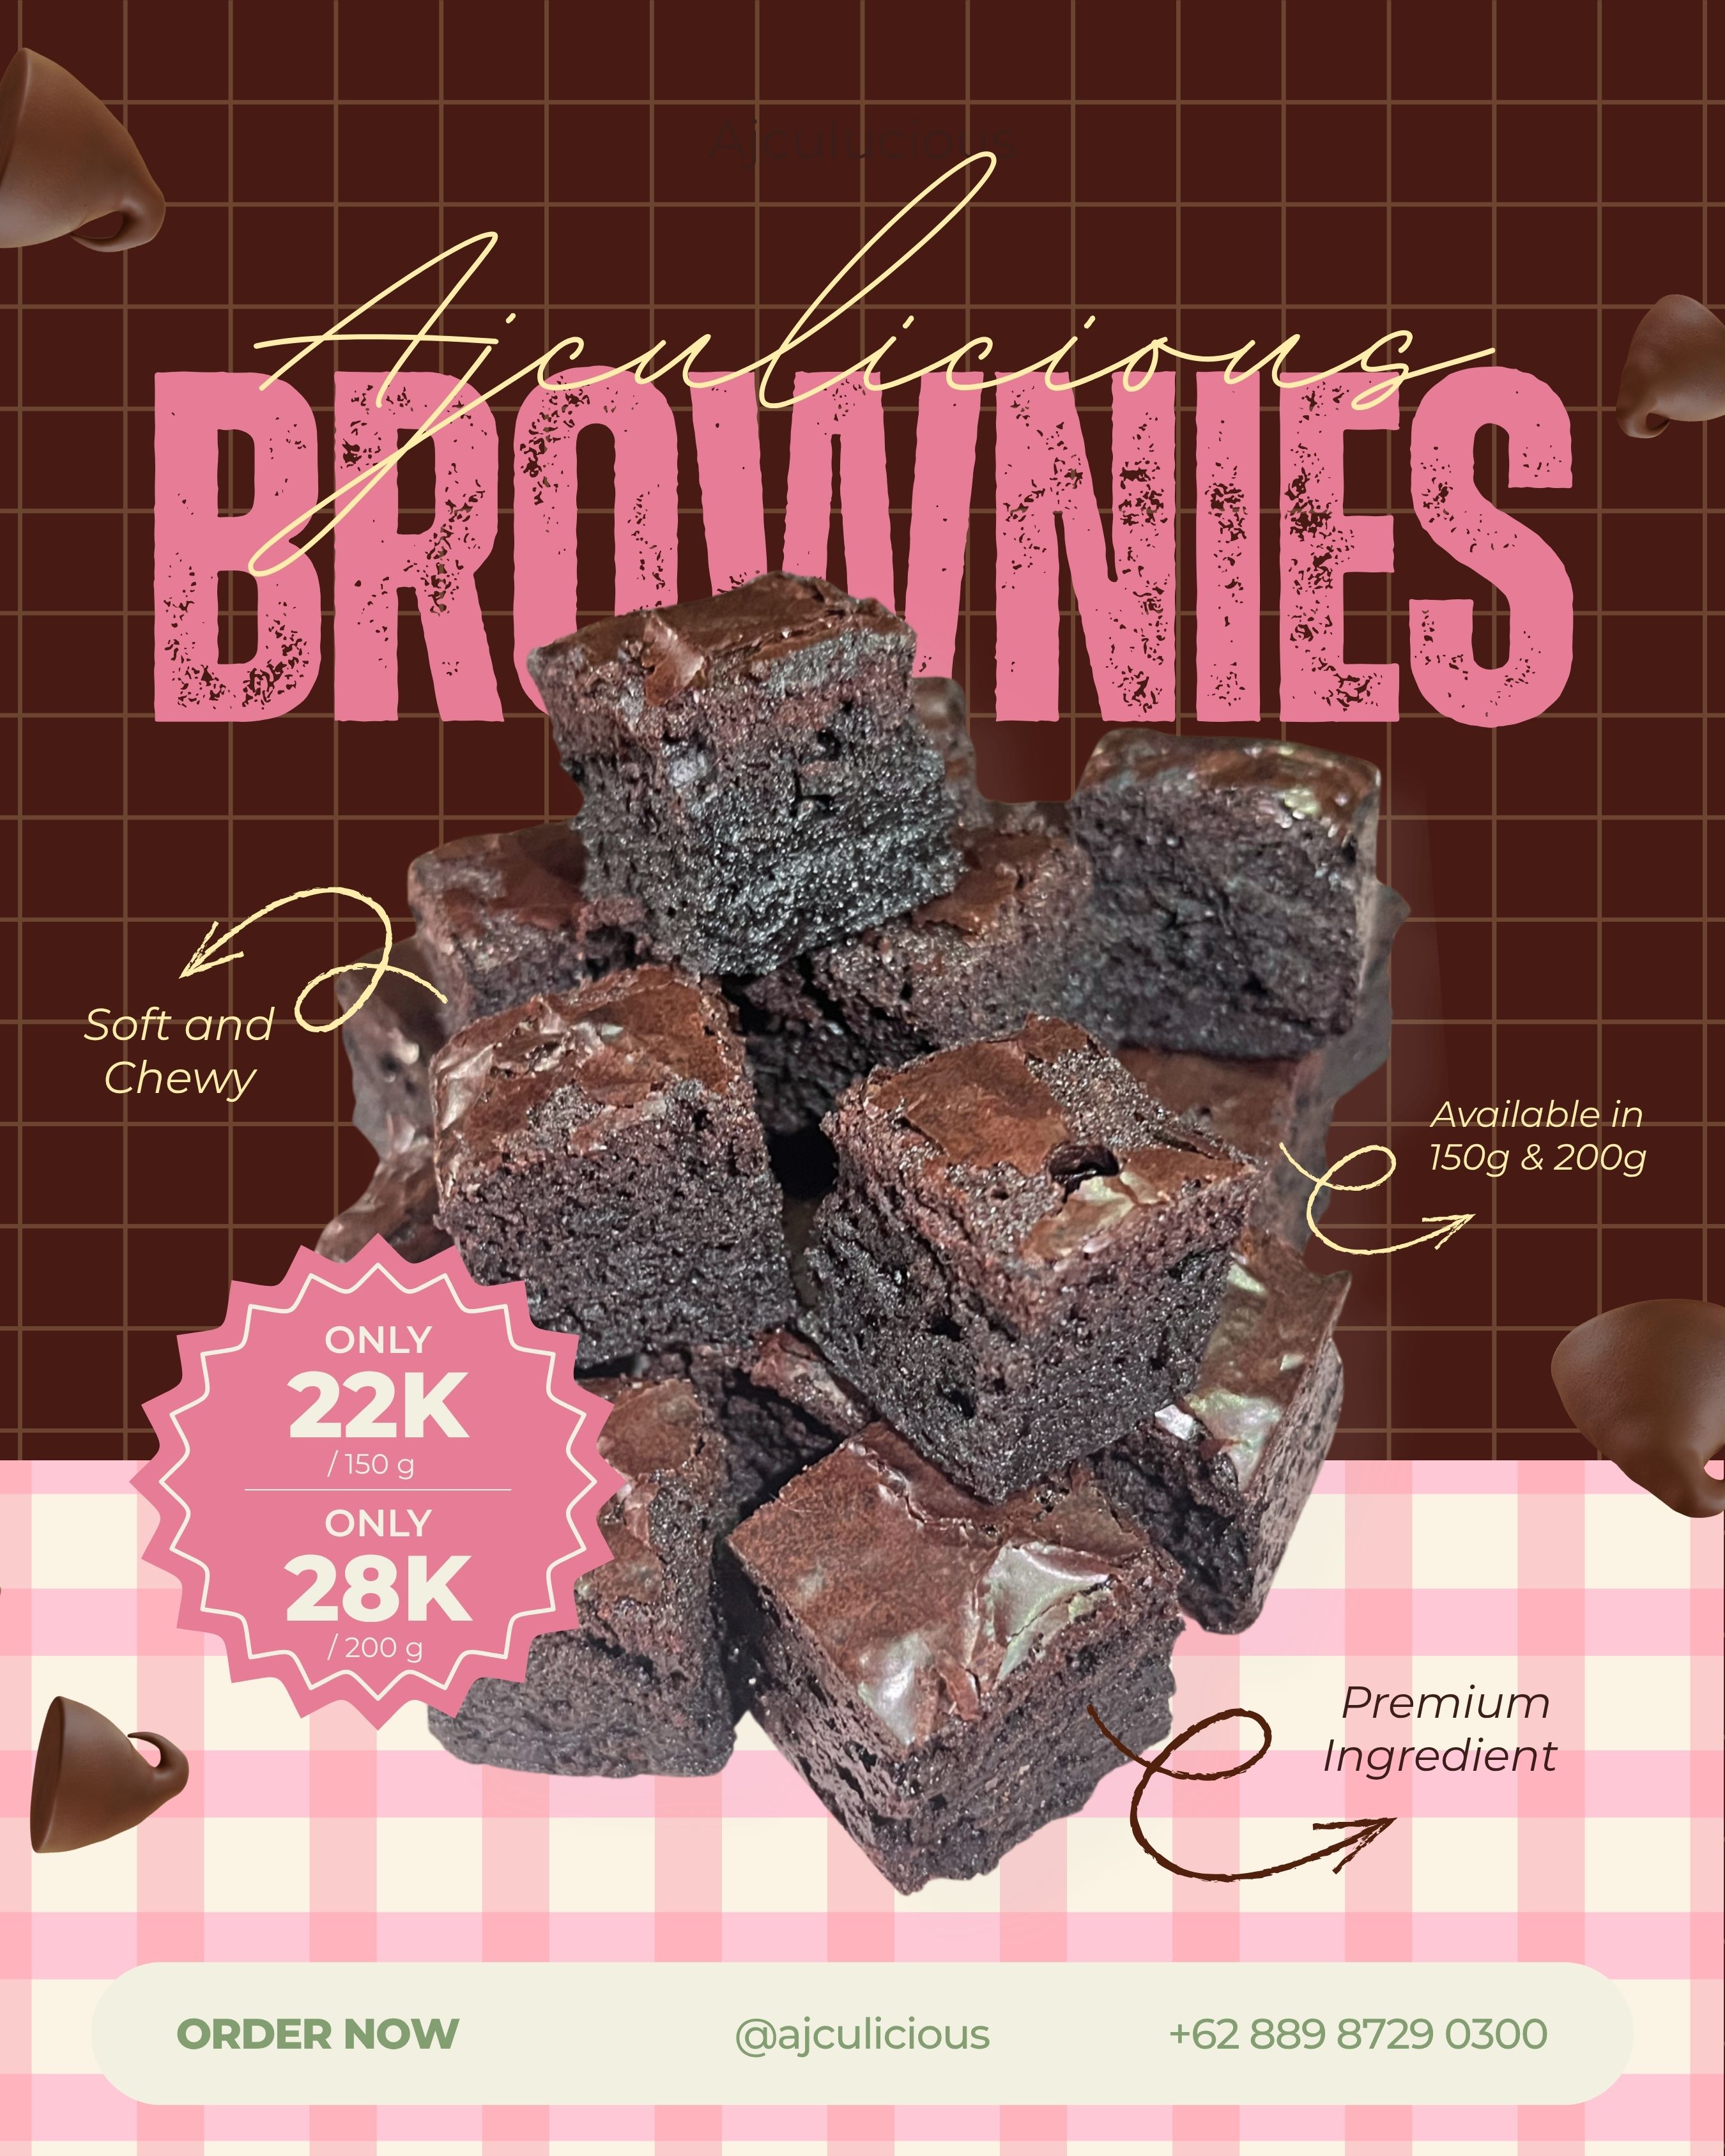 Ajculucious
Ajculicious
BROWNIES
Soft and
Chewy
Available in
150g & 200g
ONLY
22K
/ 150 g
ONLY
28K
/ 200 g
Premium
Ingredient
ORDER NOW
@ajculicious
+62 889 8729 0300